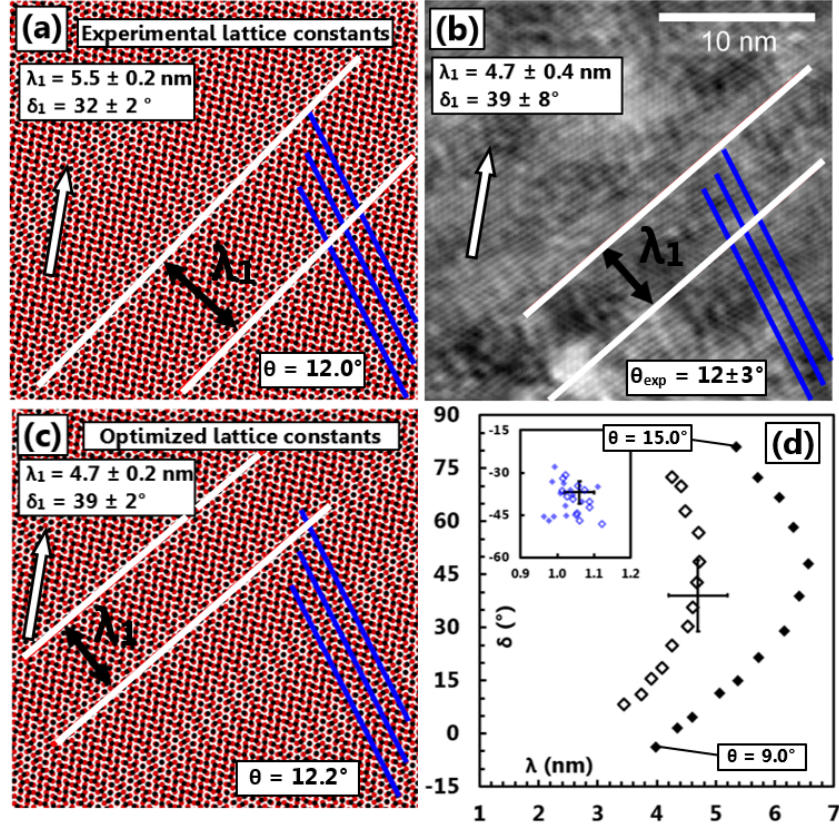 (a)
Experimental lattice constants
λ1 = 5.5 ± 0.2 nm
δ1 = 32 ± 2 °
λ1
θ = 12.0°
(b)
10 nm
λ1 = 4.7 ± 0.4 nm
δ1 = 39 ± 8°
λ1
θexp = 12±3°
(c)
Optimized lattice constants
λ1 = 4.7 ± 0.2 nm
δ1 = 39 ± 2°
λ1
θ = 12.2°
(d)
90
75
60
45
30
15
0
-15
δ (°)
-15
-30
-45
-60
0.9 1.0 1.1 1.2
θ = 15.0°
θ = 9.0°
λ (nm)
1 2 3 4 5 6 7